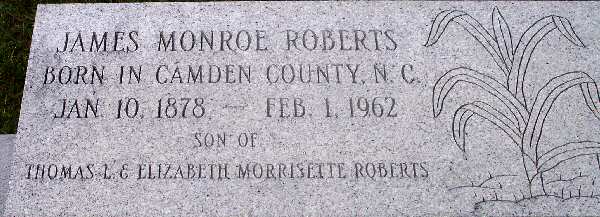 JAMES MONROE ROBERTS
BORN IN CAMDEN COUNTY, N.C.
JAN. 10, 1878 — FEB. 1, 1962
SON OF
THOMAS L. & ELIZABETH MORRISETTE ROBERTS